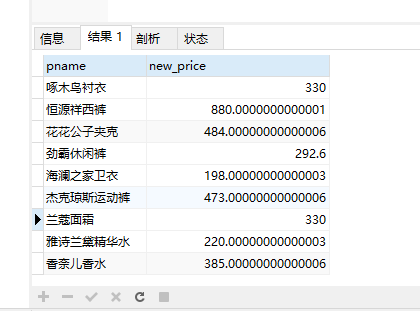 信息 结果 1 剖析 状态
pname new_price
啄木鸟衬衣 330
恒源祥西裤 880.0000000000001
花花公子夹克 484.00000000000006
劲霸休闲裤 292.6
海澜之家卫衣 198.00000000000003
杰克琼斯运动裤 473.00000000000006
兰蔻面霜 330
雅诗兰黛精华水 220.00000000000003
香奈儿香水 385.00000000000006